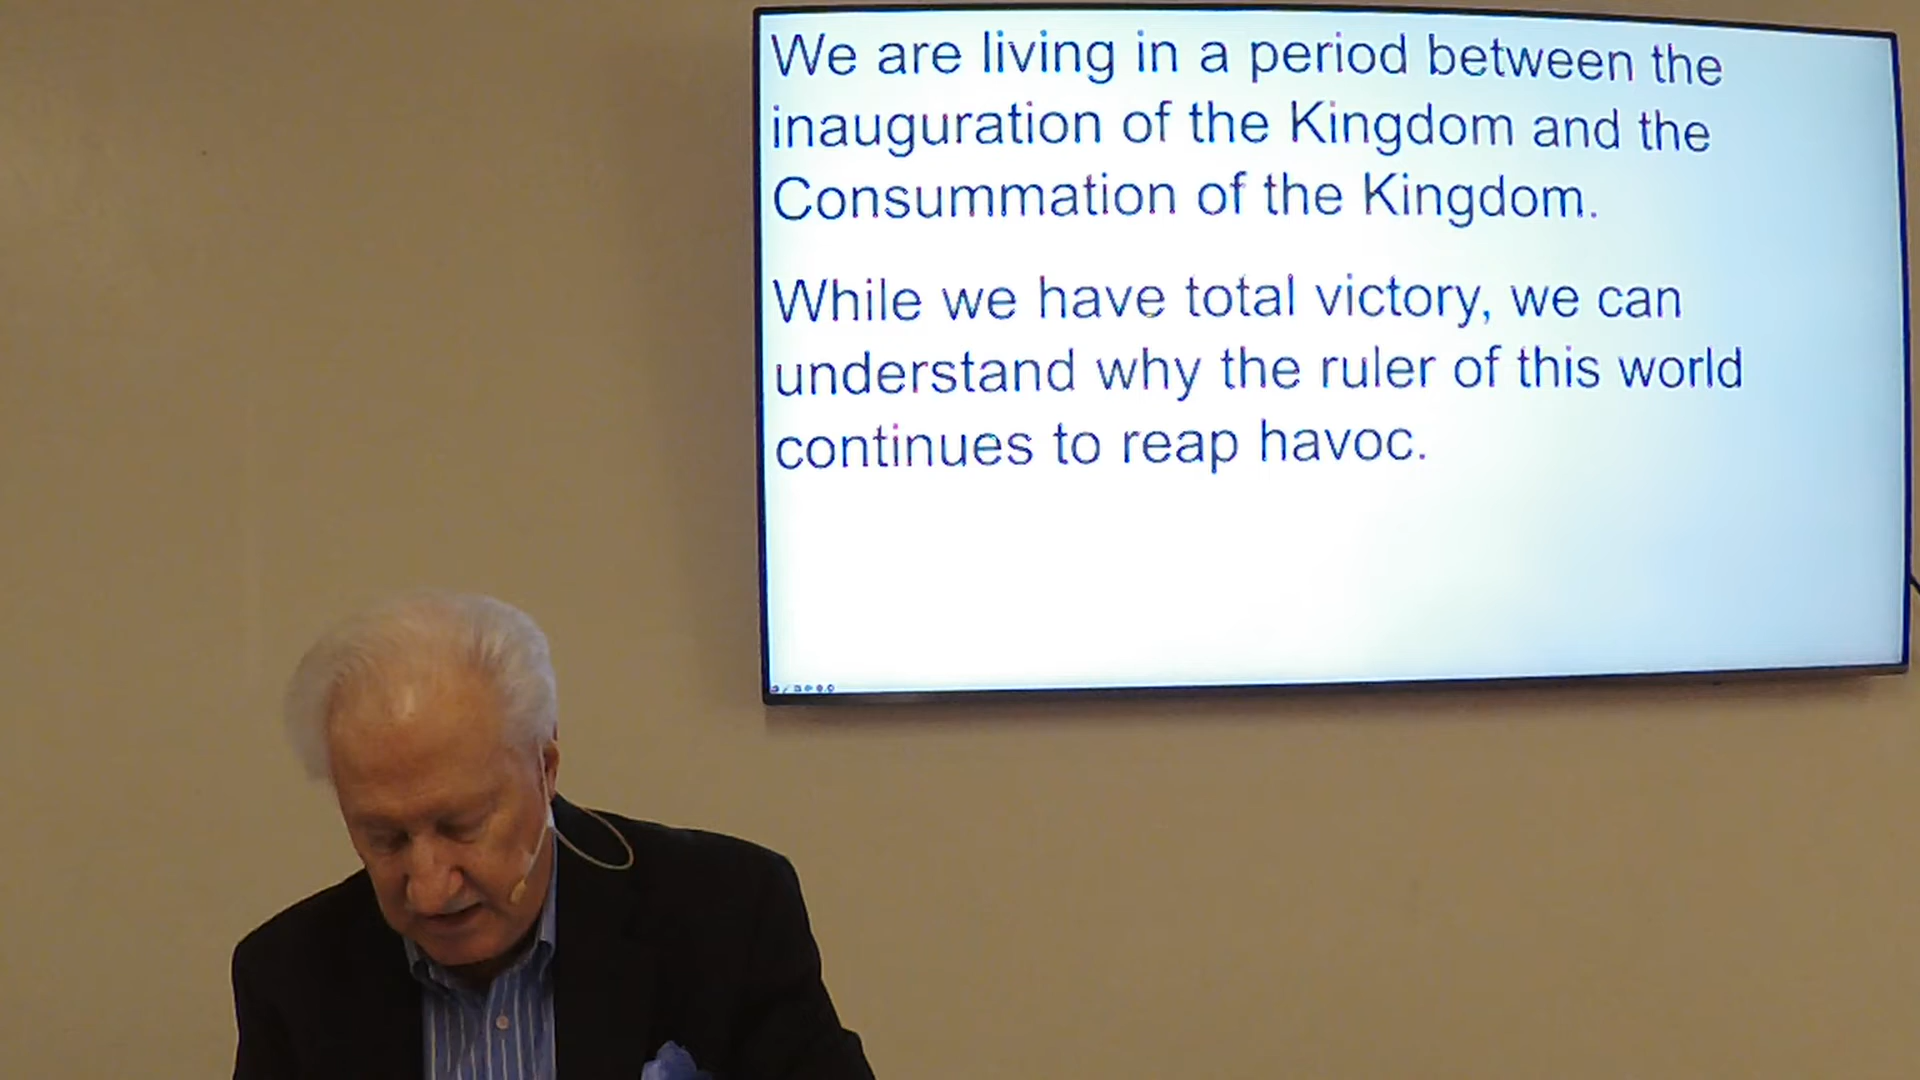 We are living in a period between the
inauguration of the Kingdom and the
Consummation of the Kingdom.
While we have total victory, we can
understand why the ruler of this world
continues to reap havoc.